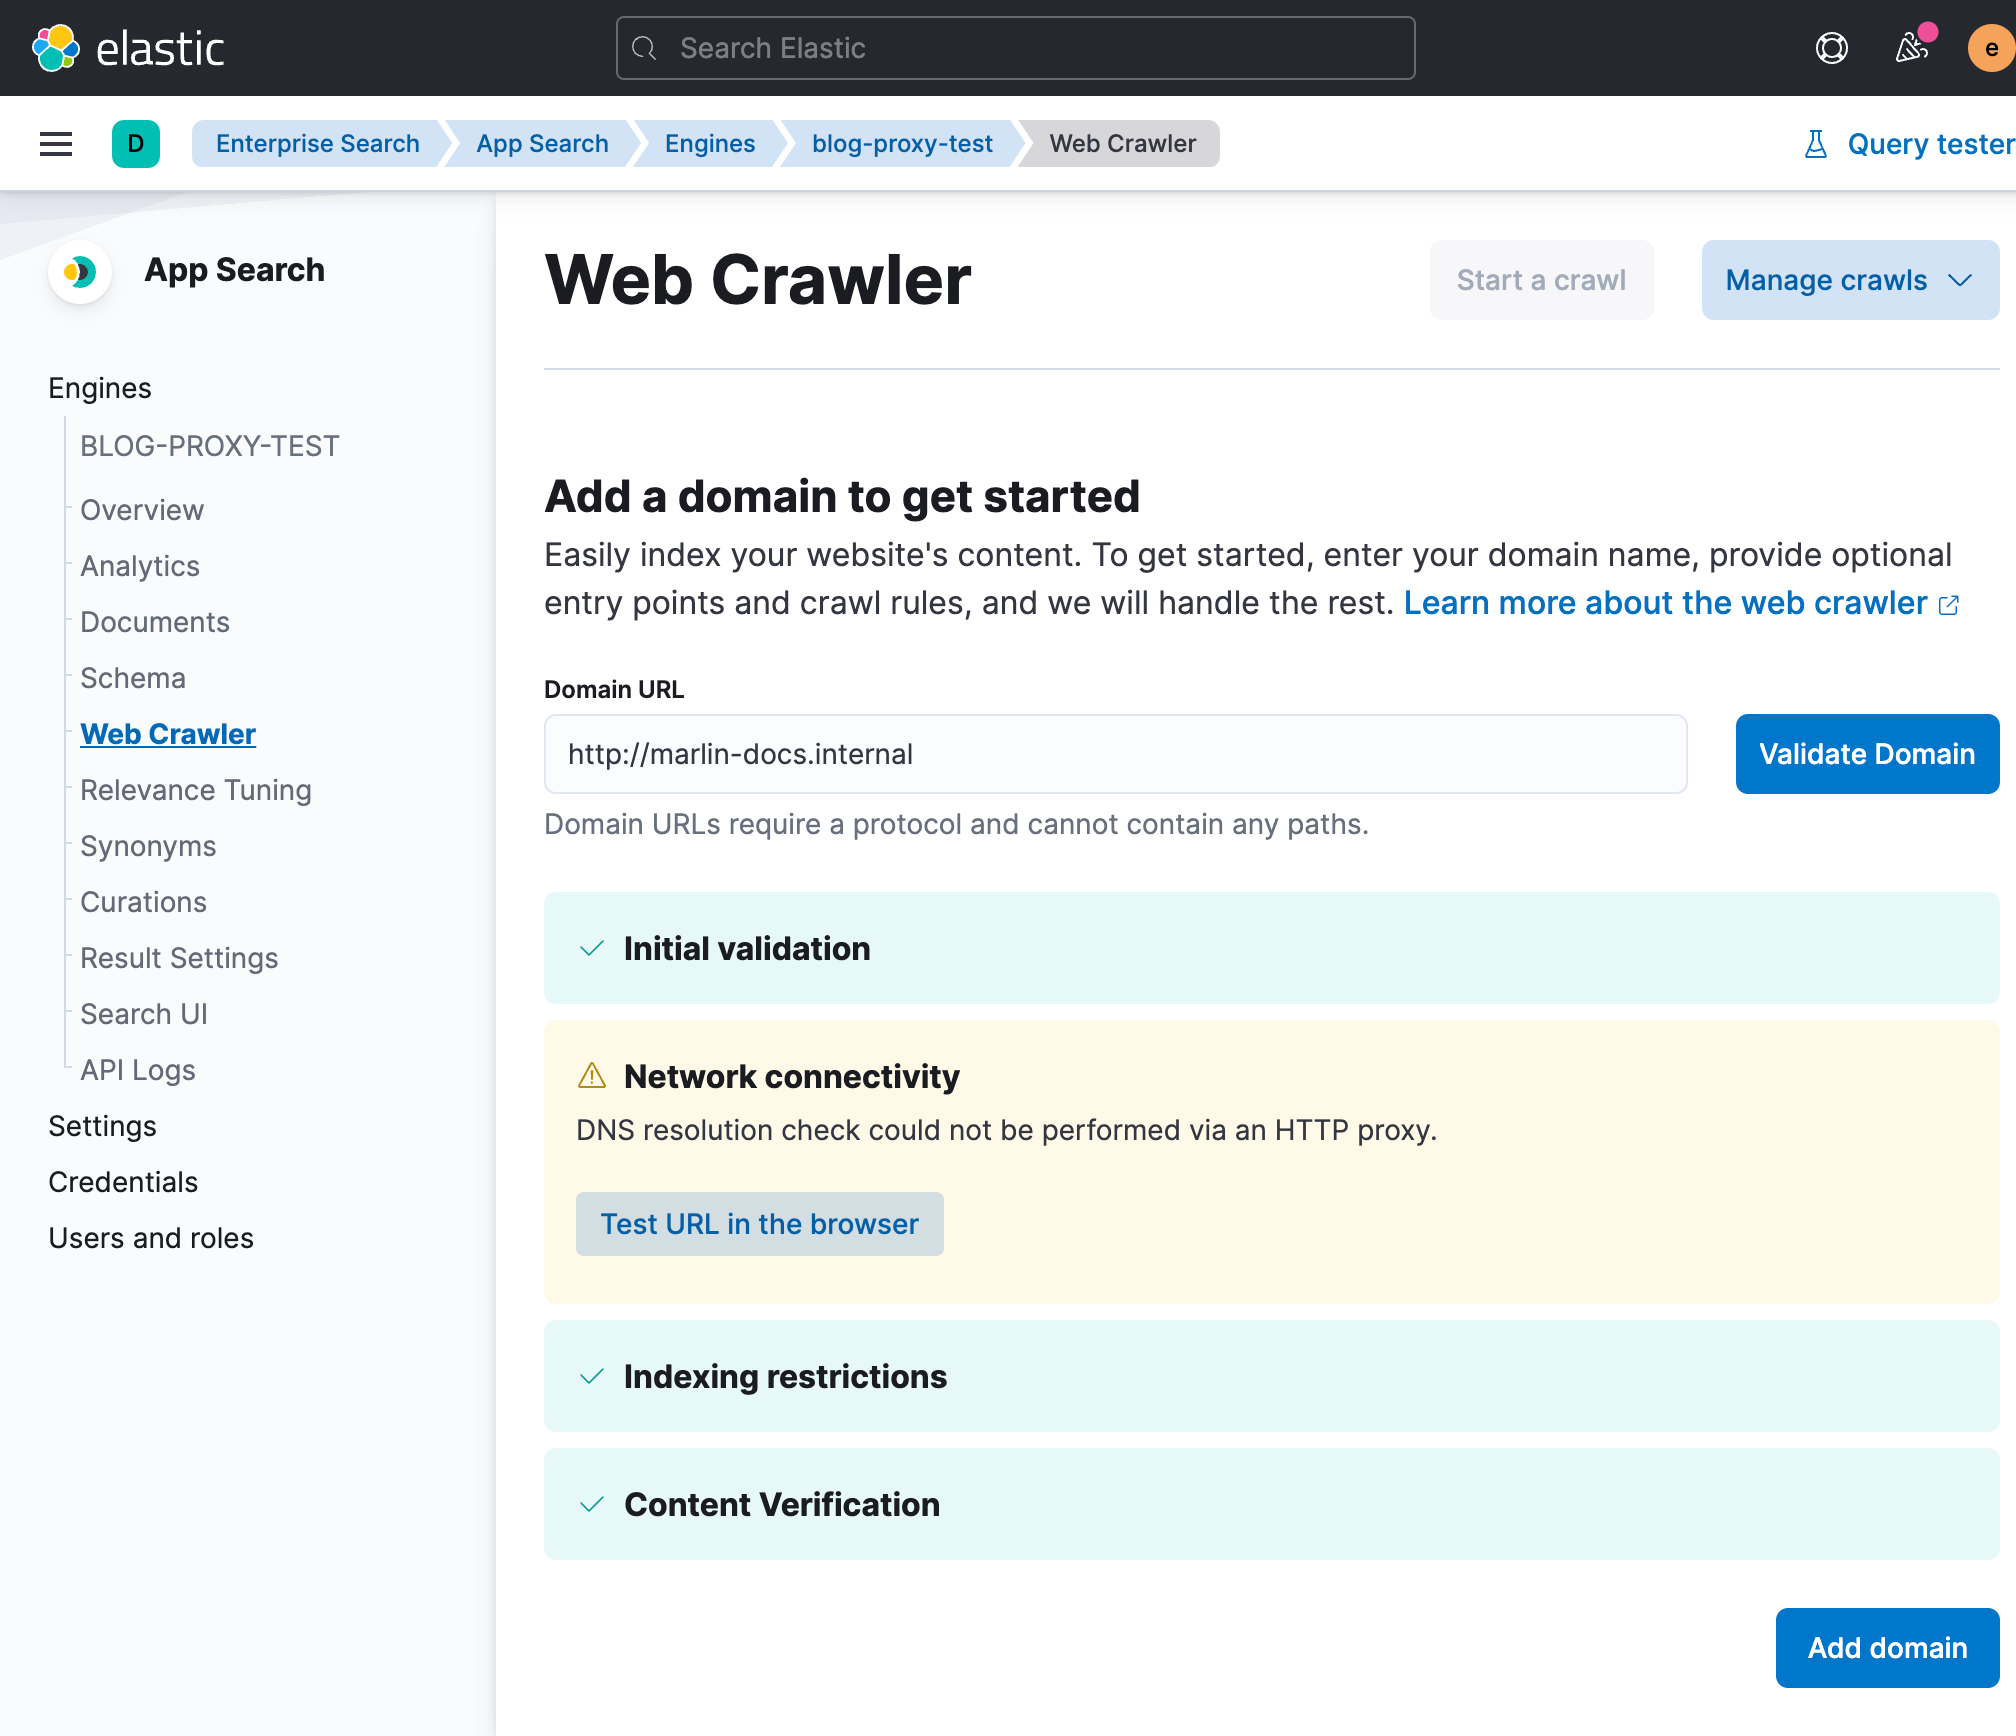 elastic
Search Elastic
e
D
Enterprise Search
App Search
Engines
blog-proxy-test
Web Crawler
Query tester
App Search
Engines
BLOG-PROXY-TEST
Overview
Analytics
Documents
Schema
Web Crawler
Relevance Tuning
Synonyms
Curations
Result Settings
Search UI
API Logs
Settings
Credentials
Users and roles
Web Crawler
Start a crawl
Manage crawls
Add a domain to get started
Easily index your website's content. To get started, enter your domain name, provide optional
entry points and crawl rules, and we will handle the rest. Learn more about the web crawler
Domain URL
http://marlin-docs.internal
Validate Domain
Domain URLs require a protocol and cannot contain any paths.
Initial validation
Network connectivity
DNS resolution check could not be performed via an HTTP proxy.
Test URL in the browser
Indexing restrictions
Content Verification
Add domain